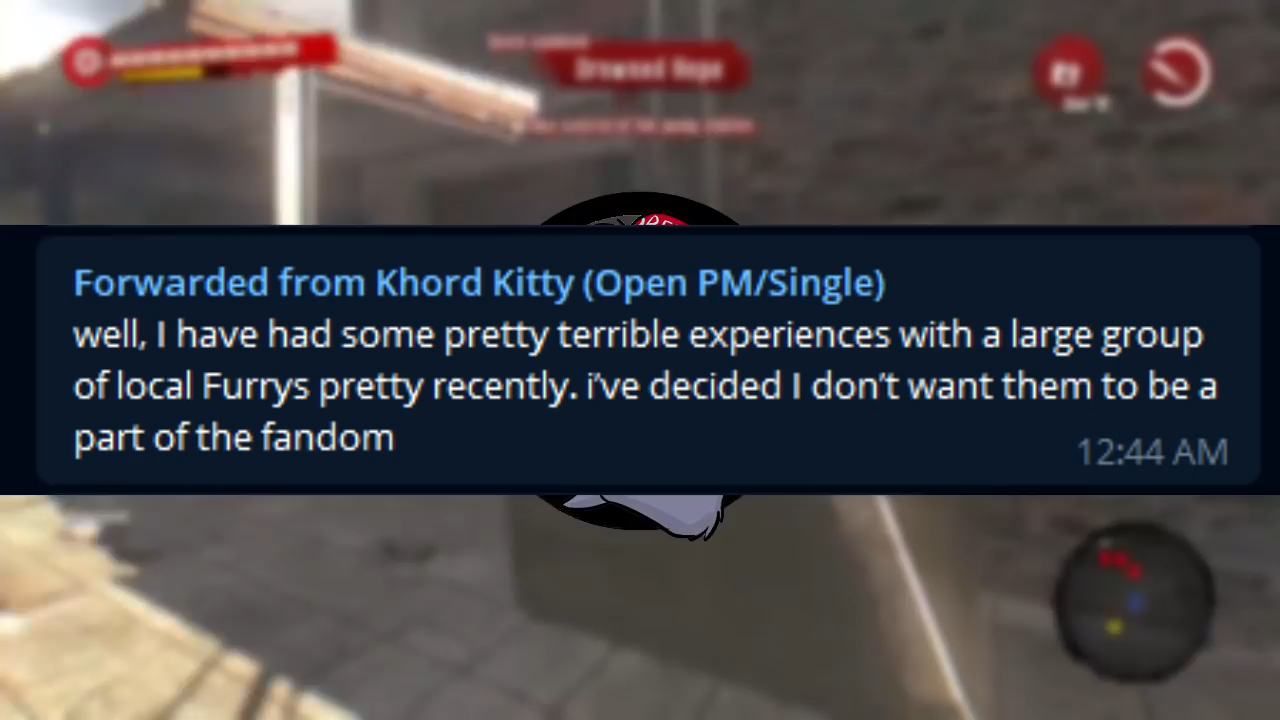 Forwarded from Khord Kitty (Open PM/Single)
well, I have had some pretty terrible experiences with a large group
of local Furrys pretty recently. i’ve decided I don’t want them to be a
part of the fandom
12:44 AM